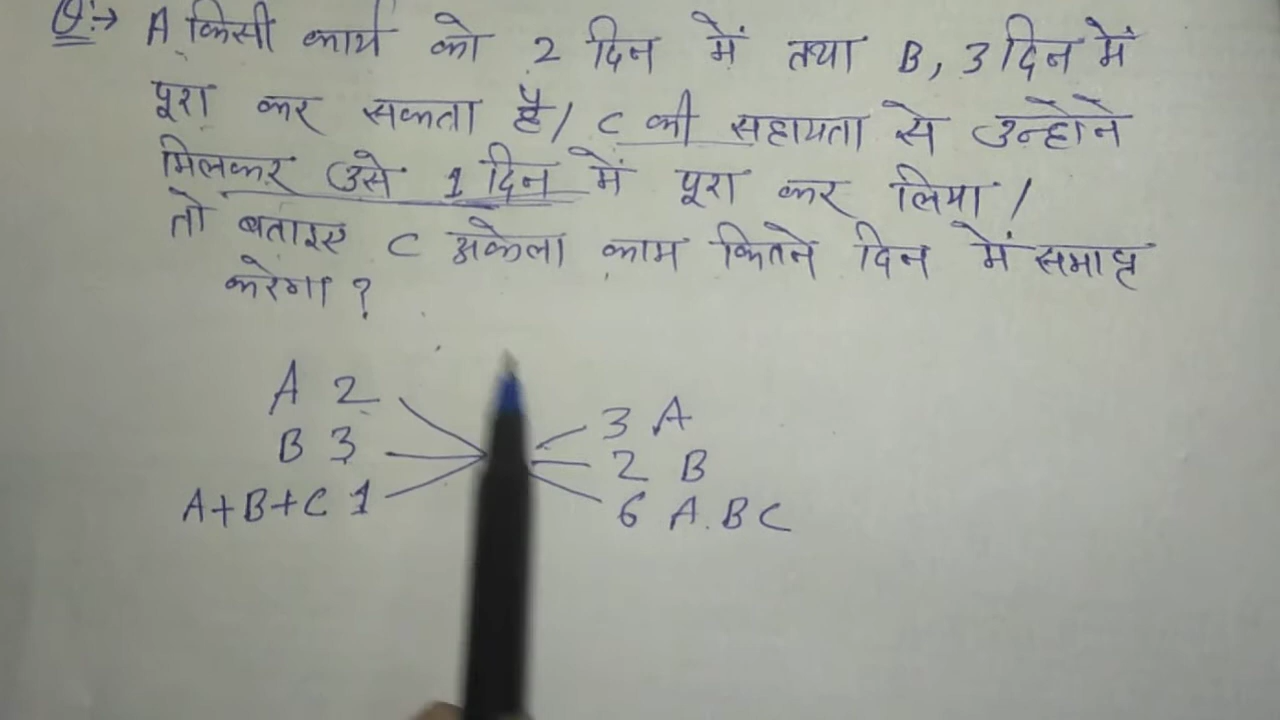 Q:→ A किसी कार्य को 2 दिन में तथा B, 3 दिन में
पूरा कर सकता है/ C की सहायता से उन्होंने
मिलकर उसे 1 दिन में पूरा कर लिया /
तो बताइए C अकेला काम कितने दिन में समाप्त
करेगा ?
A 2
B 3
A+B+C 1
3 A
2 B
6 A.BC